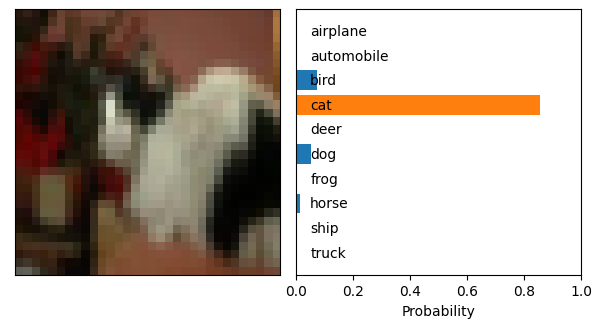 airplane
automobile
bird
cat
deer
dog
frog
horse
ship
truck
0.0 0.2 0.4 0.6 0.8 1.0
Probability